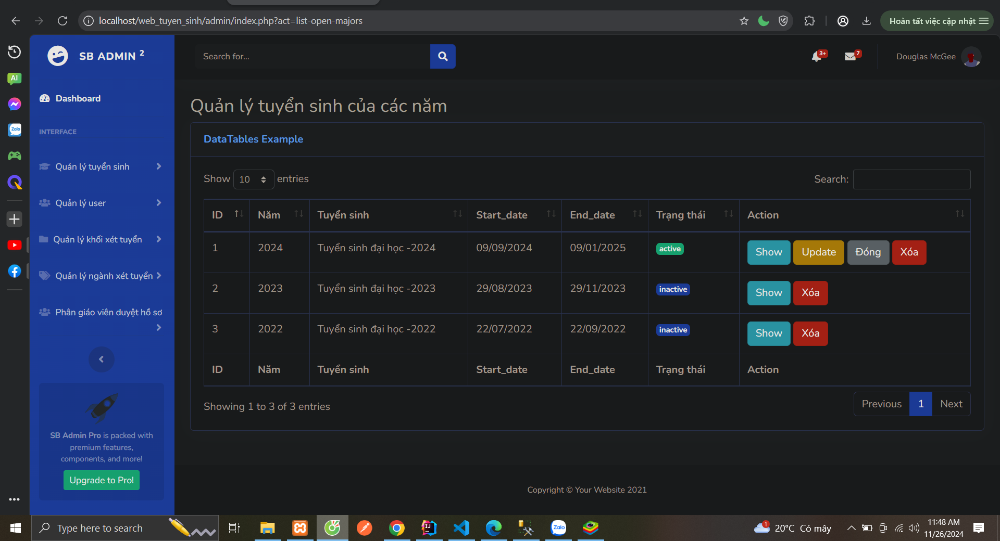 localhost/web_tuyen_sinh/admin/index.php?act=list-open-majors
Hoàn tất việc cập nhật
SB ADMIN 2
Search for...
3+
7
Douglas McGee
AI
Zalo
Dashboard
INTERFACE
Quản lý tuyển sinh
Quản lý user
Quản lý khối xét tuyển
Quản lý ngành xét tuyển
Phân giáo viên duyệt hồ sơ
SB Admin Pro is packed with
premium features,
components, and more!
Upgrade to Pro!
Quản lý tuyển sinh của các năm
DataTables Example
Show 10 entries
Search:
ID Năm Tuyển sinh Start_date End_date Trạng thái Action
1 2024 Tuyển sinh đại học -2024 09/09/2024 09/01/2025 active Show Update Đóng Xóa
2 2023 Tuyển sinh đại học -2023 29/08/2023 29/11/2023 inactive Show Xóa
3 2022 Tuyển sinh đại học -2022 22/07/2022 22/09/2022 inactive Show Xóa
ID Năm Tuyển sinh Start_date End_date Trạng thái Action
Showing 1 to 3 of 3 entries
Previous 1 Next
Copyright © Your Website 2021
Type here to search
IJ
Zalo
1
20°C Có mây
11:48 AM
11/26/2024